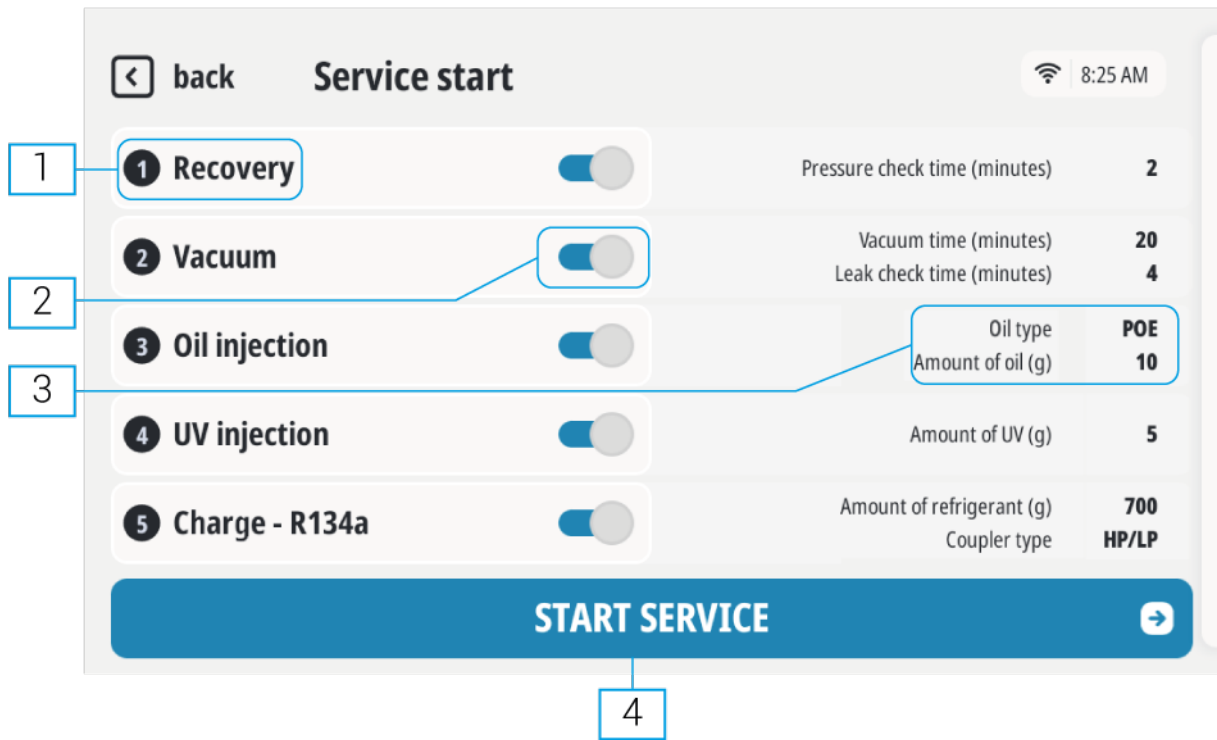 back Service start 8:25 AM
1 1 Recovery Pressure check time (minutes) 2
2 Vacuum Vacuum time (minutes) 20
Leak check time (minutes) 4
2
3 Oil injection Oil type POE
Amount of oil (g) 10
3
4 UV injection Amount of UV (g) 5
5 Charge - R134a Amount of refrigerant (g) 700
Coupler type HP/LP
START SERVICE
4